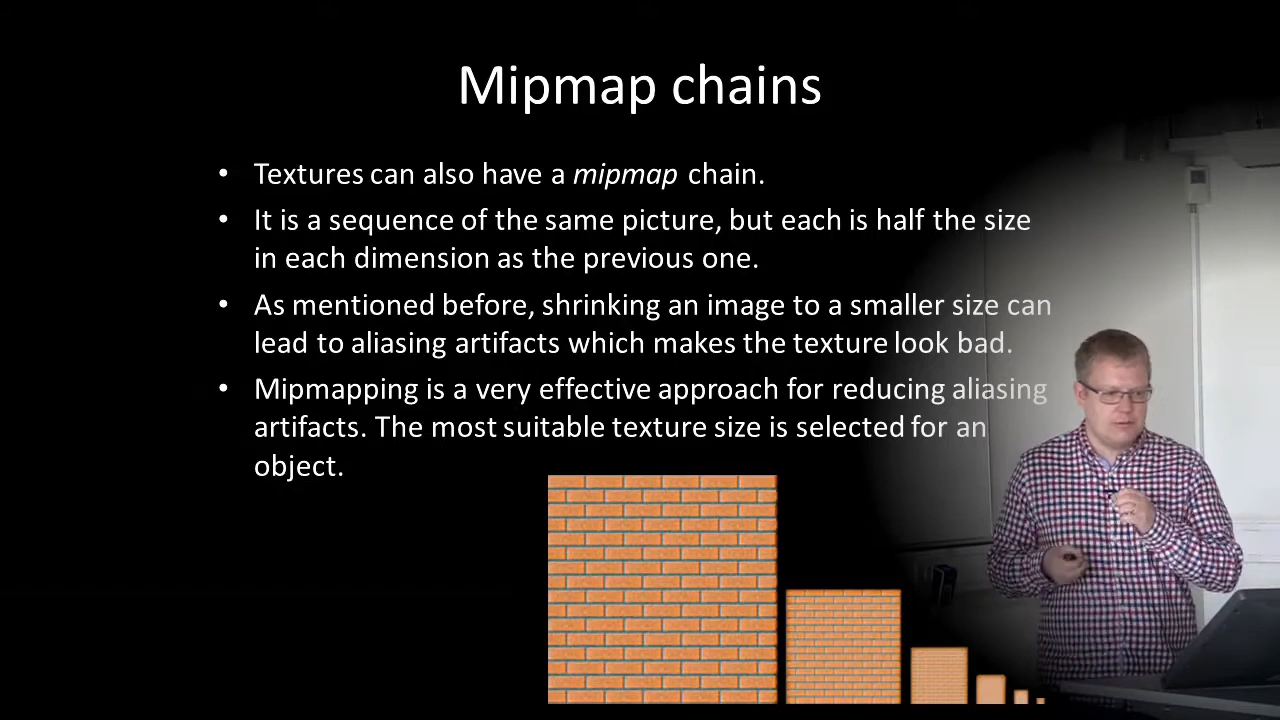 Mipmap chains
• Textures can also have a mipmap chain.
• It is a sequence of the same picture, but each is half the size
in each dimension as the previous one.
• As mentioned before, shrinking an image to a smaller size can
lead to aliasing artifacts which makes the texture look bad.
• Mipmapping is a very effective approach for reducing aliasing
artifacts. The most suitable texture size is selected for an
object.